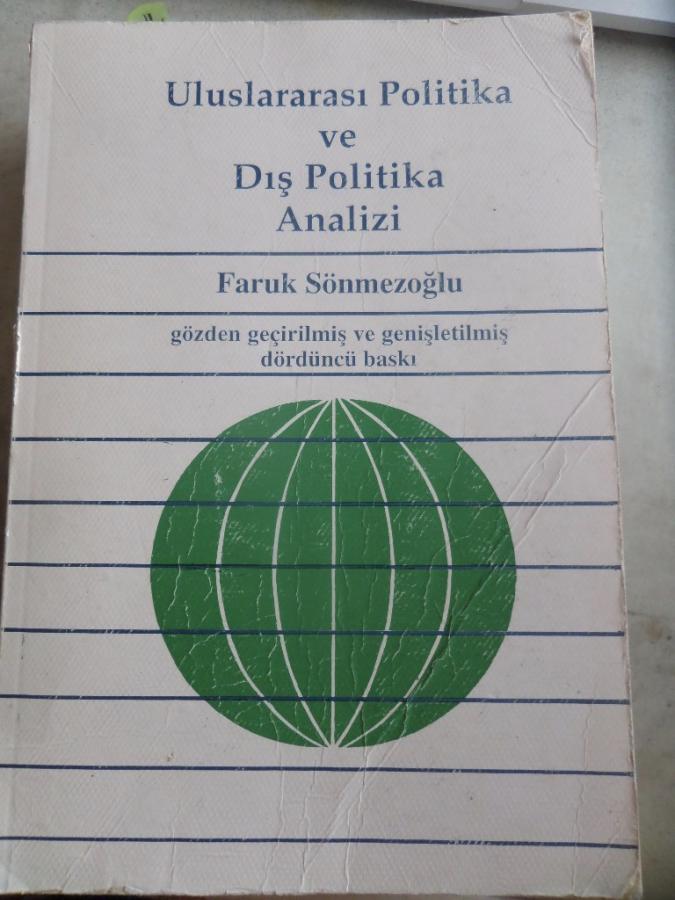 Uluslararası Politika
ve
Dış Politika
Analizi
Faruk Sönmezoğlu
gözden geçirilmiş ve genişletilmiş
dördüncü baskı